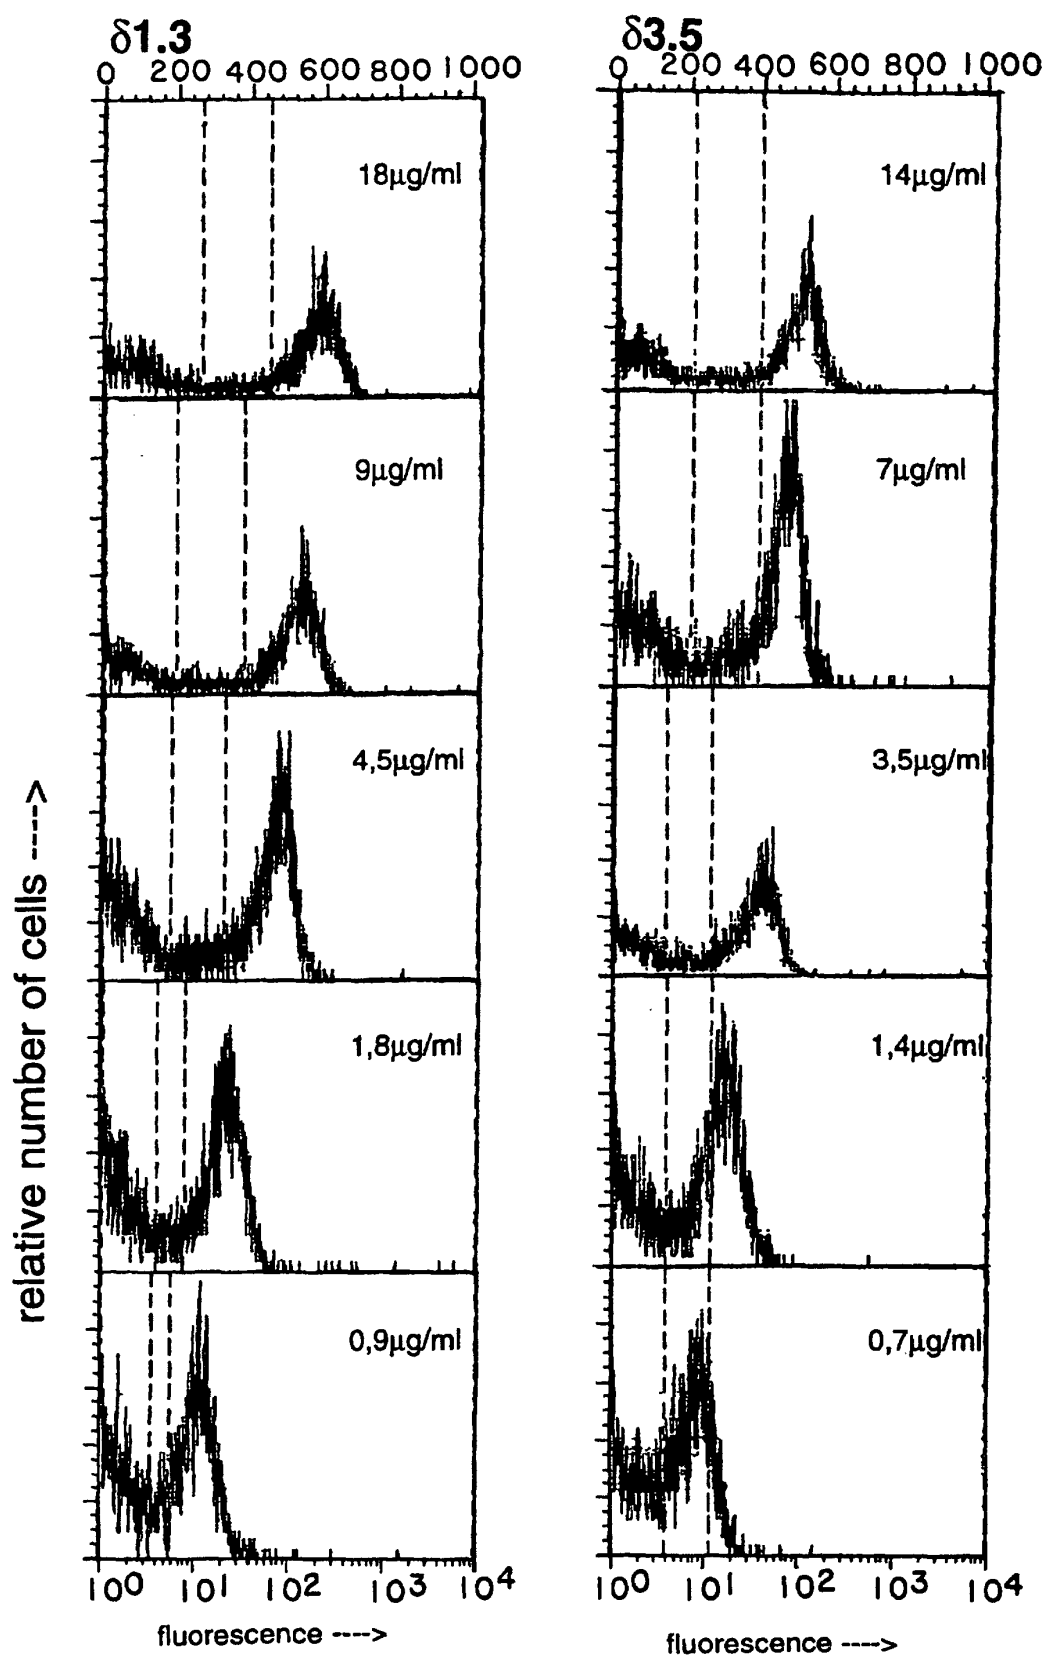 δ1.3
0 200 400 600 800 1000
18µg/ml
9µg/ml
4,5µg/ml
1,8µg/ml
0,9µg/ml
10⁰ 10¹ 10² 10³ 10⁴
fluorescence ---->
relative number of cells ---->
δ3.5
0 200 400 600 800 1000
14µg/ml
7µg/ml
3,5µg/ml
1,4µg/ml
0,7µg/ml
10⁰ 10¹ 10² 10³ 10⁴
fluorescence ---->